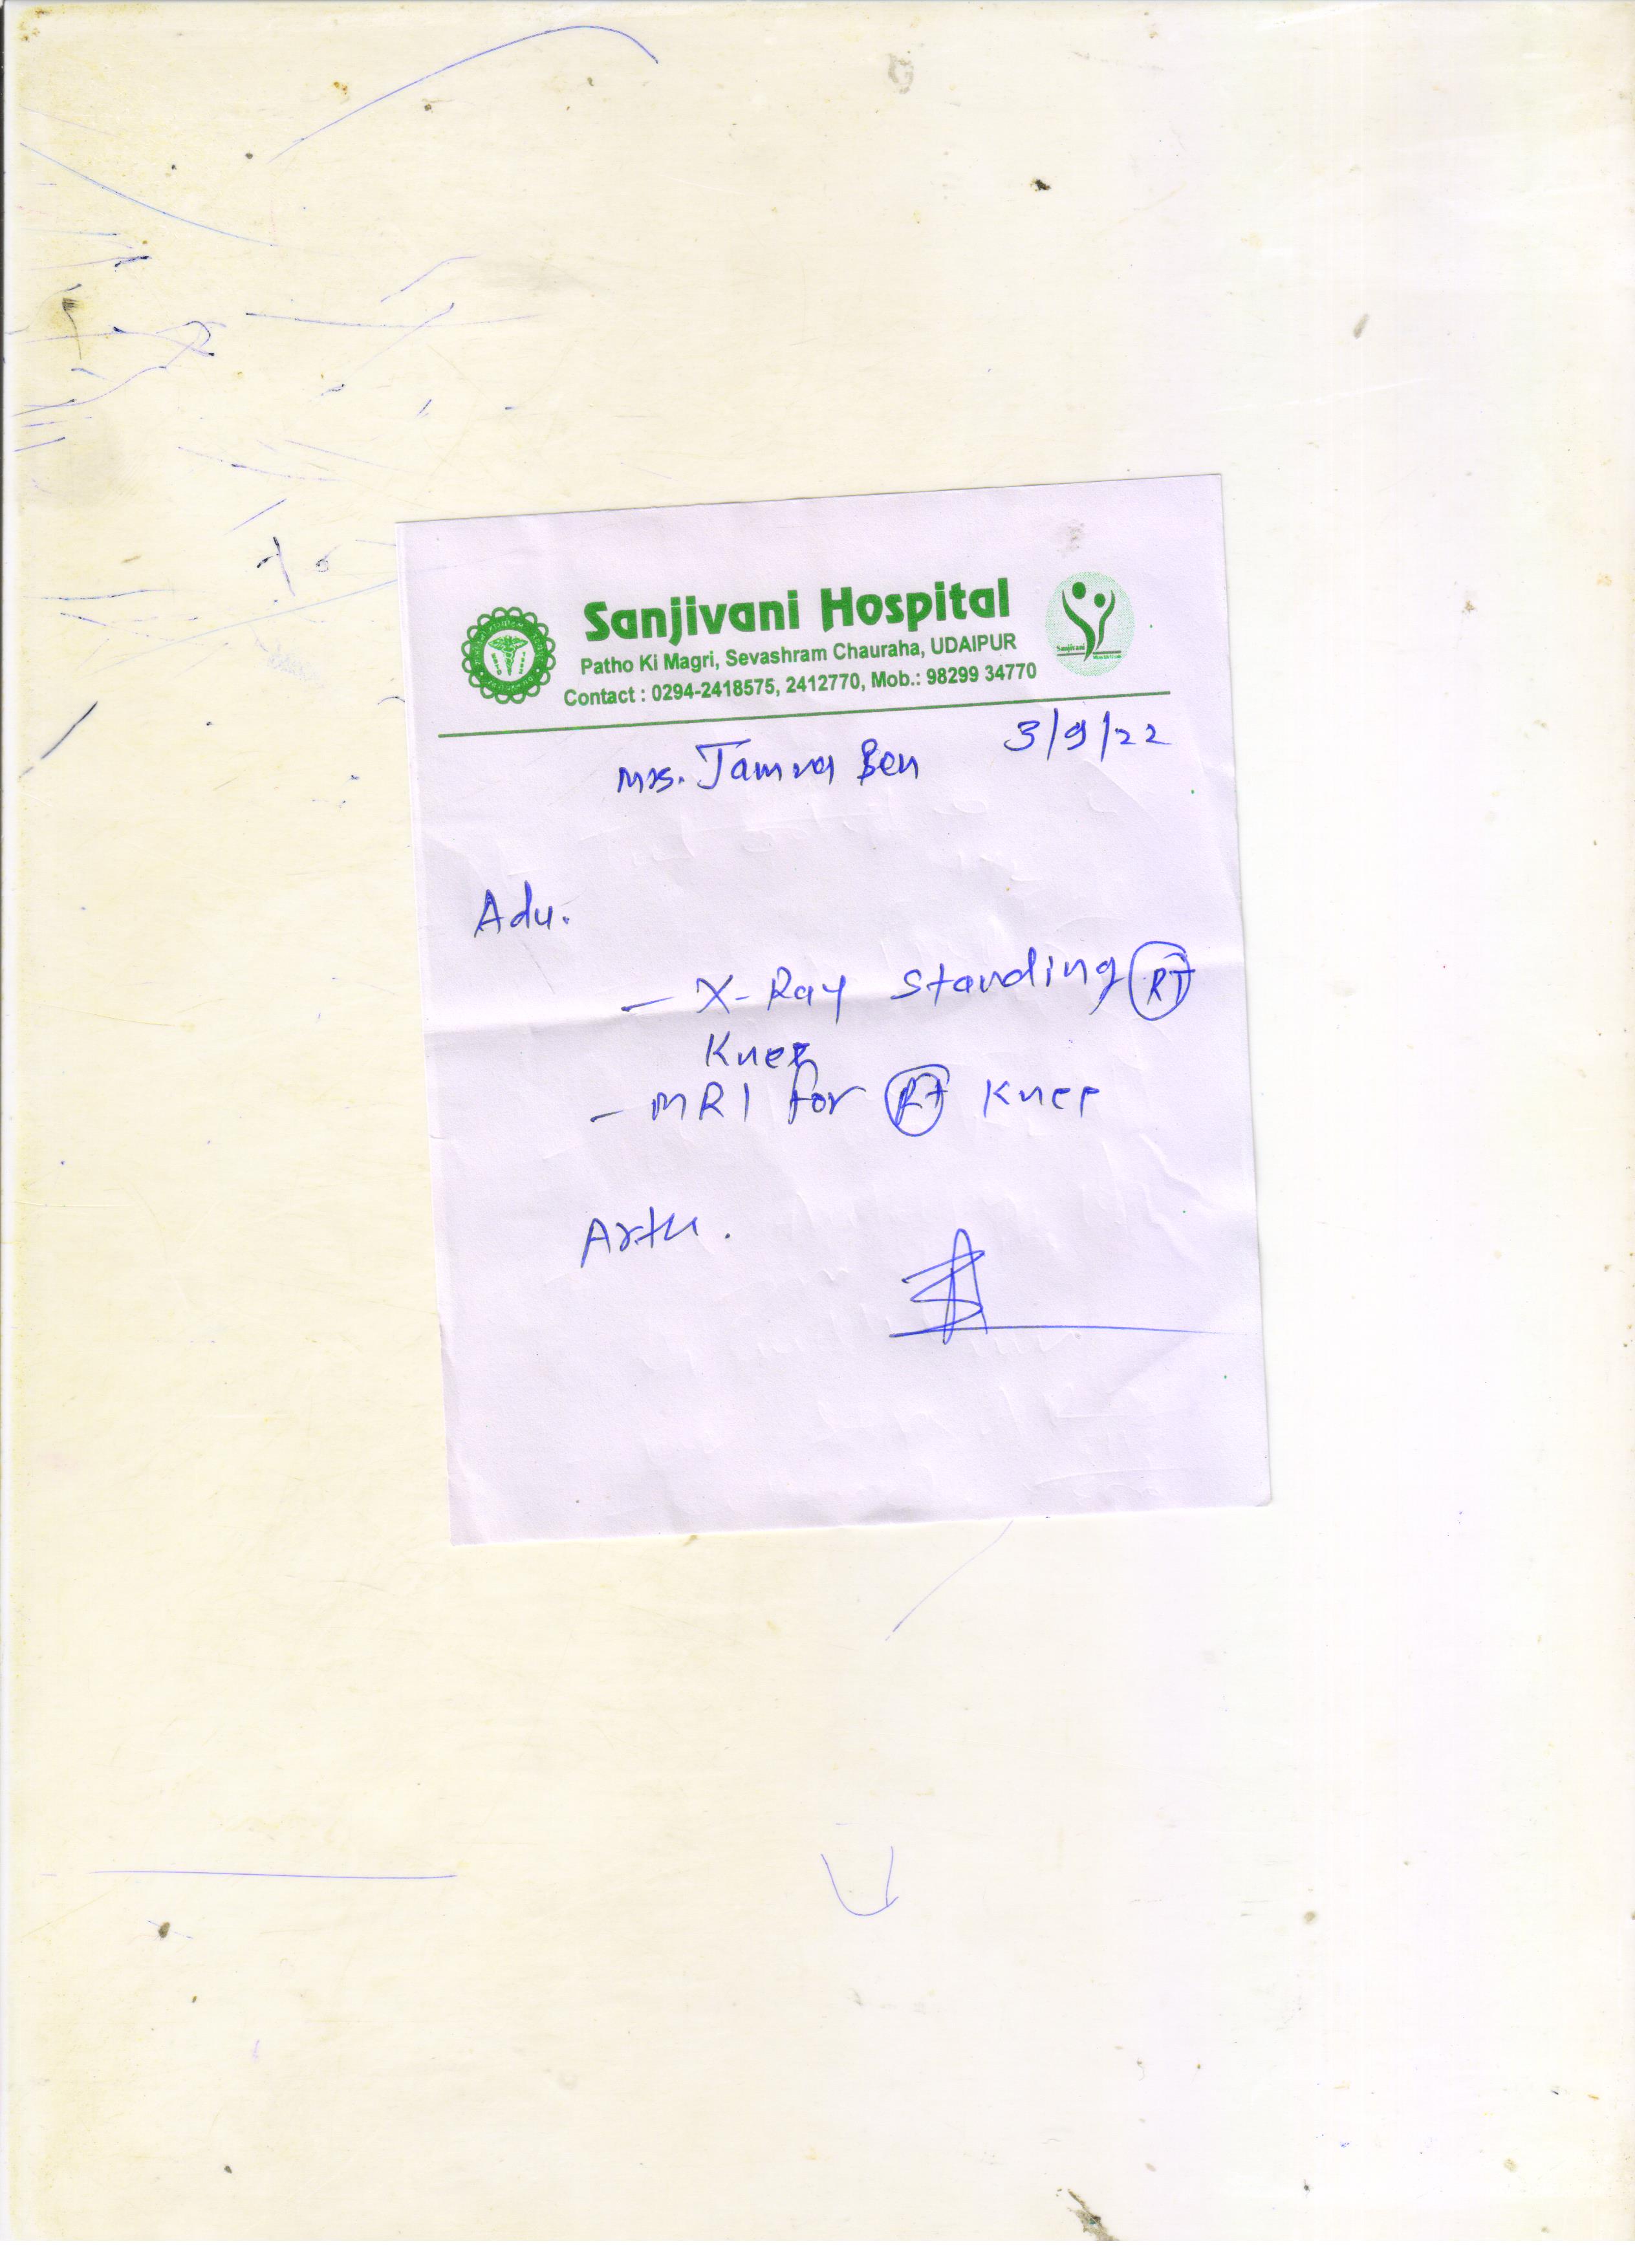 Sanjivani Hospital
Patho Ki Magri, Sevashram Chauraha, UDAIPUR
Contact : 0294-2418575, 2412770, Mob.: 98299 34770
Sanjivani
3/9/22
Mrs. Jamna Ben
Adv.
- X-Ray Standing RT
Knee
- MRI for Rt Knee